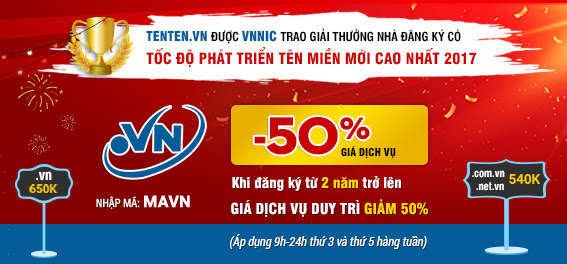 TENTEN.VN ĐƯỢC VNNIC TRAO GIẢI THƯỞNG NHÀ ĐĂNG KÝ CÓ
TỐC ĐỘ PHÁT TRIỂN TÊN MIỀN MỚI CAO NHẤT 2017
.VN
-50%
GIÁ DỊCH VỤ
.vn
650K
NHẬP MÃ: MAVN
Khi đăng ký từ 2 năm trở lên
GIÁ DỊCH VỤ DUY TRÌ GIẢM 50%
.com.vn
.net.vn
540K
(Áp dụng 9h-24h thứ 3 và thứ 5 hàng tuần)